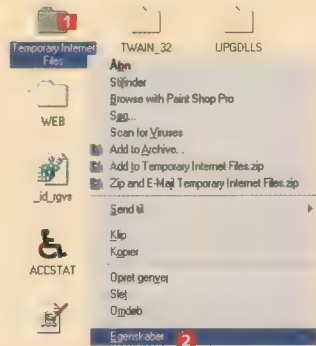 1
Temporary Internet
Files
TWAIN_32
UPGDLLS
WEB
_id_rgvs
ACCSTAT
Åbn
Stifinder
Browse with Paint Shop Pro
Søg...
Scan for Viruses
Add to Archive...
Add to Temporary Internet Files.zip
Zip and E-Mail Temporary Internet Files.zip
Send til
Klip
Kopier
Opret genvej
Slet
Omdøb
Egenskaber
2